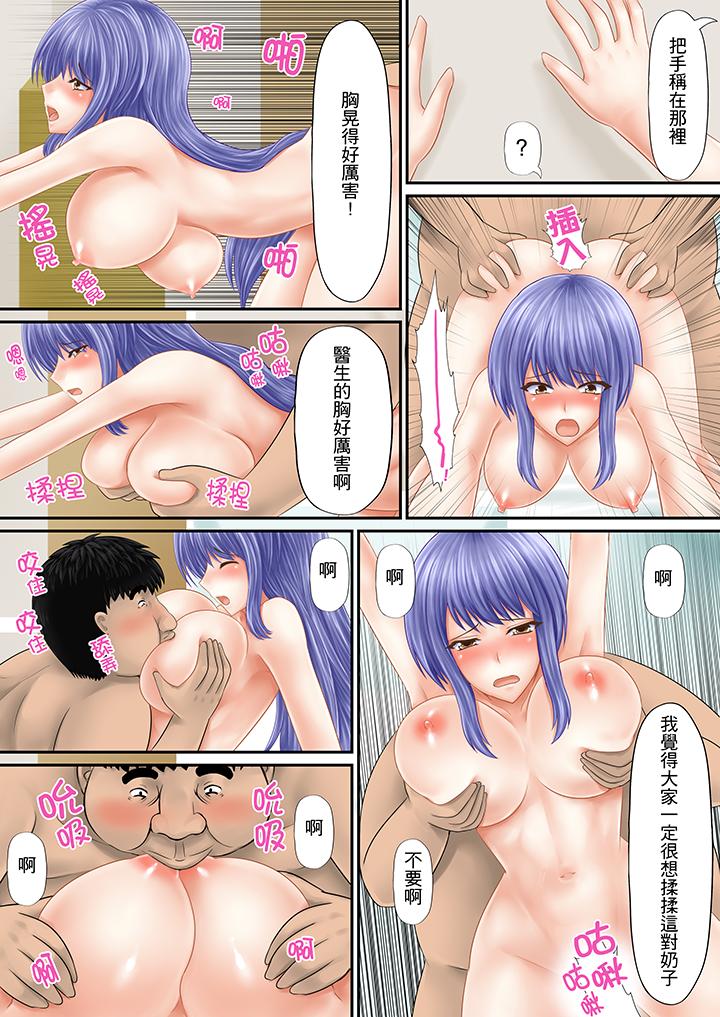 把手稱在那裡
?
插入
胸晃得好厲害!
啊
啪
啊
搖晃
搖晃
啪
醫生的胸好厲害啊
嗯嗯
咕啾
咕啾
揉捏
揉捏
啊
啊
我覺得大家一定很想揉揉這對奶子
不要啊
咕啾
咕啾
啊
咬住
咬住
舔弄
吮吸
吮吸
啊
啊
啊
啊